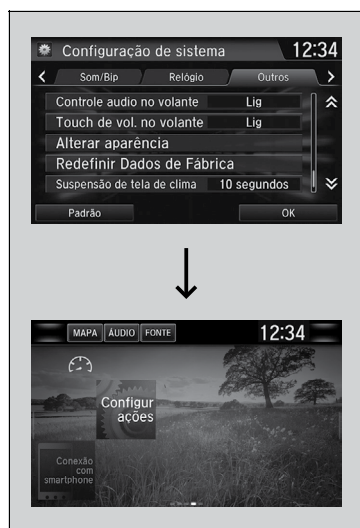 Configuração de sistema 12:34
Som/Bip Relógio Outros
Controle audio no volante Lig
Touch de vol. no volante Lig
Alterar aparência
Redefinir Dados de Fábrica
Suspensão de tela de clima 10 segundos
Padrão OK
MAPA ÁUDIO FONTE 12:34
Configur
ações
Conexão
com
smartphone